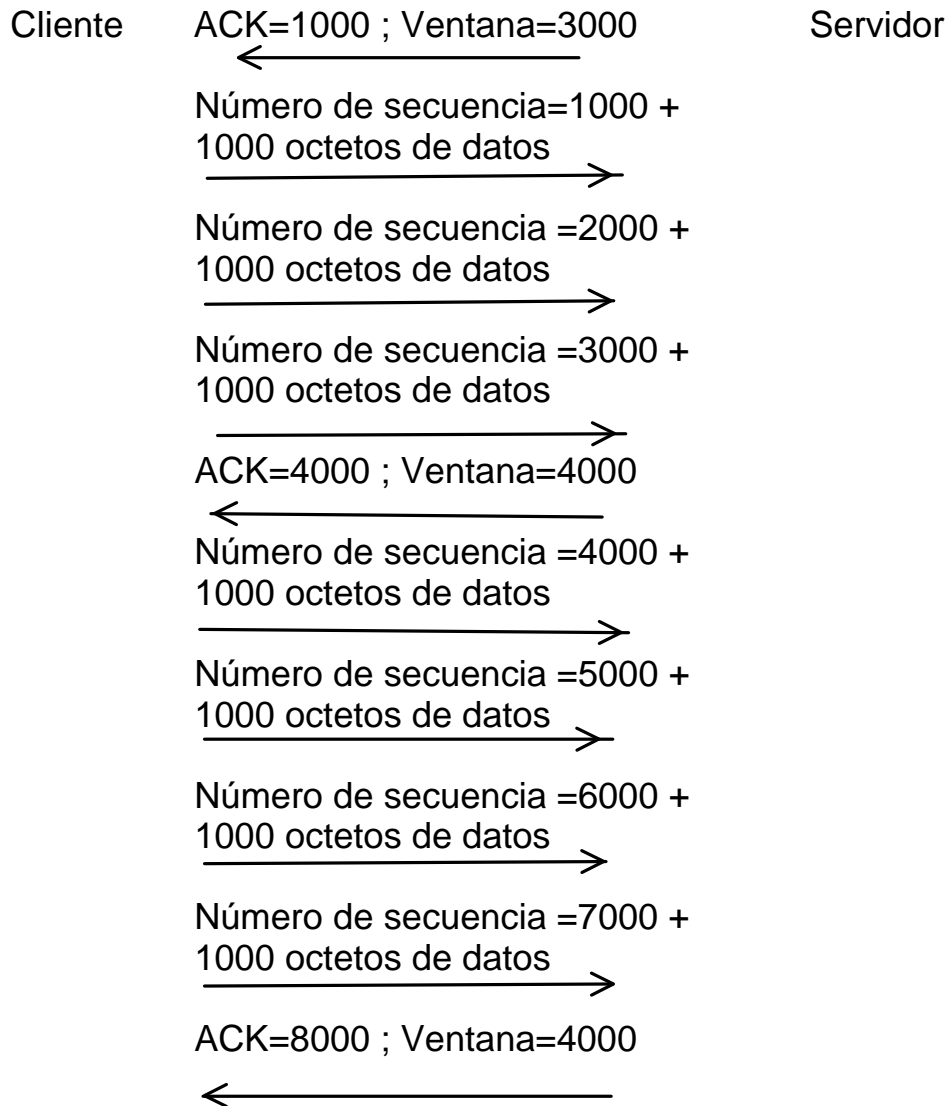 Cliente ACK=1000 ; Ventana=3000 Servidor
Número de secuencia=1000 +
1000 octetos de datos
Número de secuencia =2000 +
1000 octetos de datos
Número de secuencia =3000 +
1000 octetos de datos
ACK=4000 ; Ventana=4000
Número de secuencia =4000 +
1000 octetos de datos
Número de secuencia =5000 +
1000 octetos de datos
Número de secuencia =6000 +
1000 octetos de datos
Número de secuencia =7000 +
1000 octetos de datos
ACK=8000 ; Ventana=4000